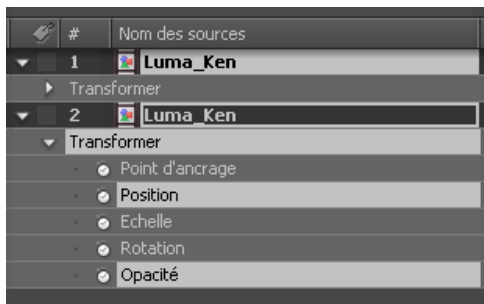 # Nom des sources
1 Luma_Ken
Transformer
2 Luma_Ken
Transformer
Point d'ancrage
Position
Echelle
Rotation
Opacité